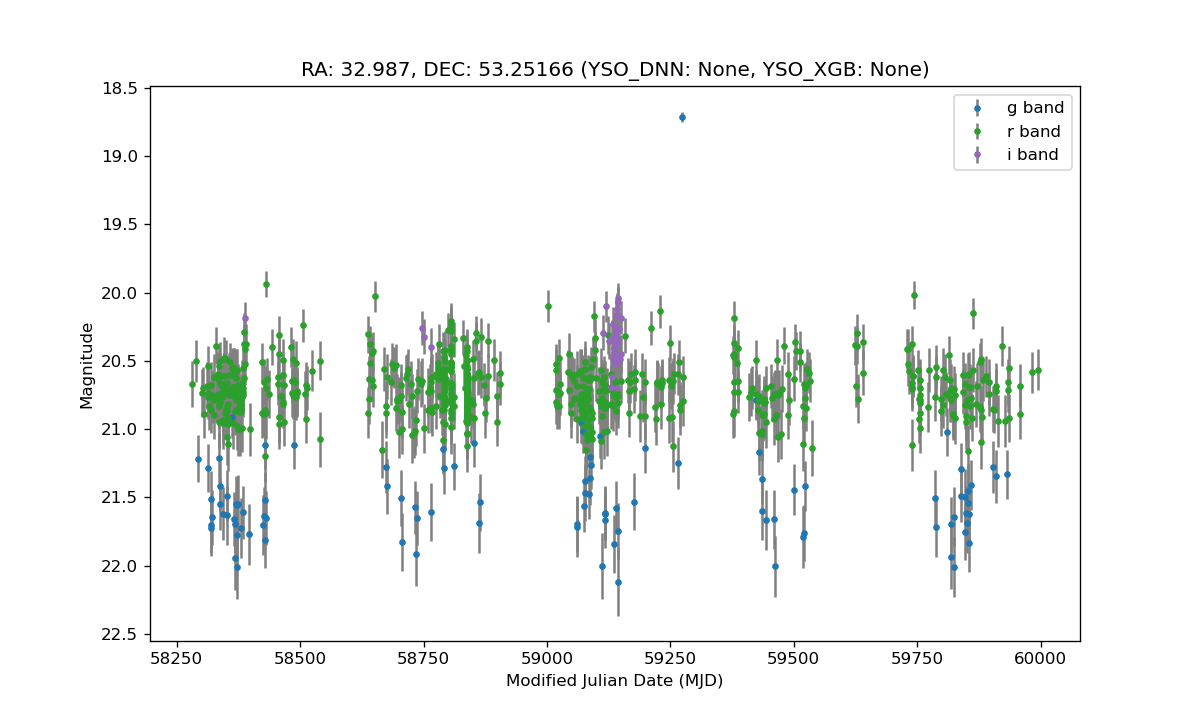 RA: 32.987, DEC: 53.25166 (YSO_DNN: None, YSO_XGB: None)
g band
r band
i band
Magnitude
18.5
19.0
19.5
20.0
20.5
21.0
21.5
22.0
22.5
58250 58500 58750 59000 59250 59500 59750 60000
Modified Julian Date (MJD)